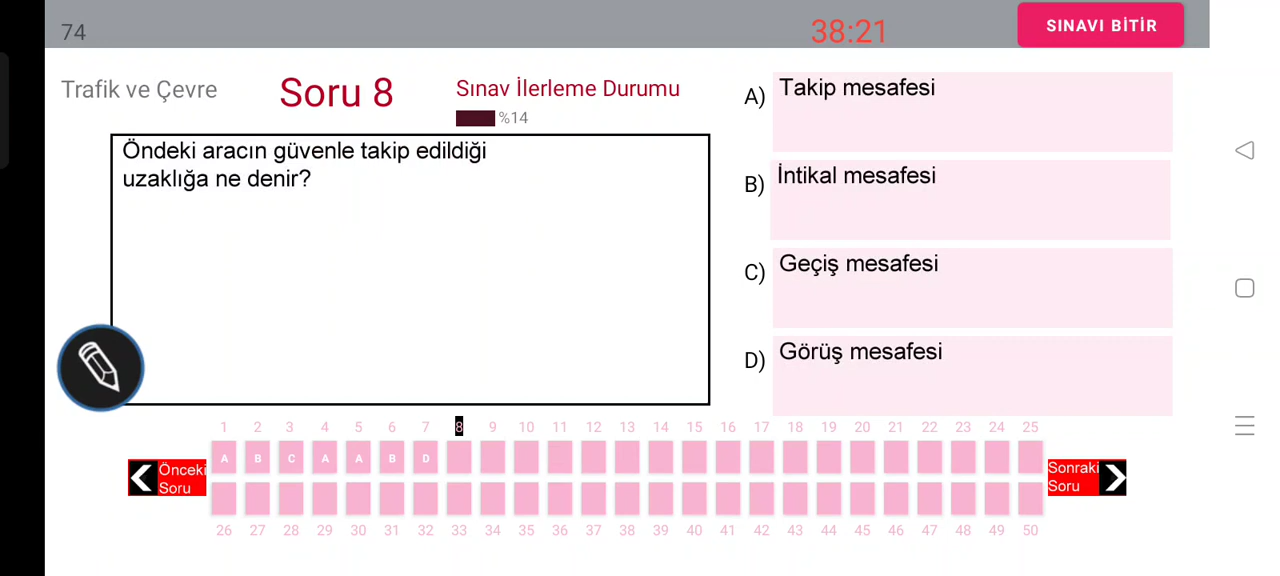 74
38:21
SINAVI BİTİR
Trafik ve Çevre
Soru 8
Sınav İlerleme Durumu
%14
Öndeki aracın güvenle takip edildiği
uzaklığa ne denir?
A) Takip mesafesi
B) İntikal mesafesi
C) Geçiş mesafesi
D) Görüş mesafesi
1 2 3 4 5 6 7 8 9 10 11 12 13 14 15 16 17 18 19 20 21 22 23 24 25
A B C A A B D
Önceki
Soru
Sonraki
Soru
26 27 28 29 30 31 32 33 34 35 36 37 38 39 40 41 42 43 44 45 46 47 48 49 50